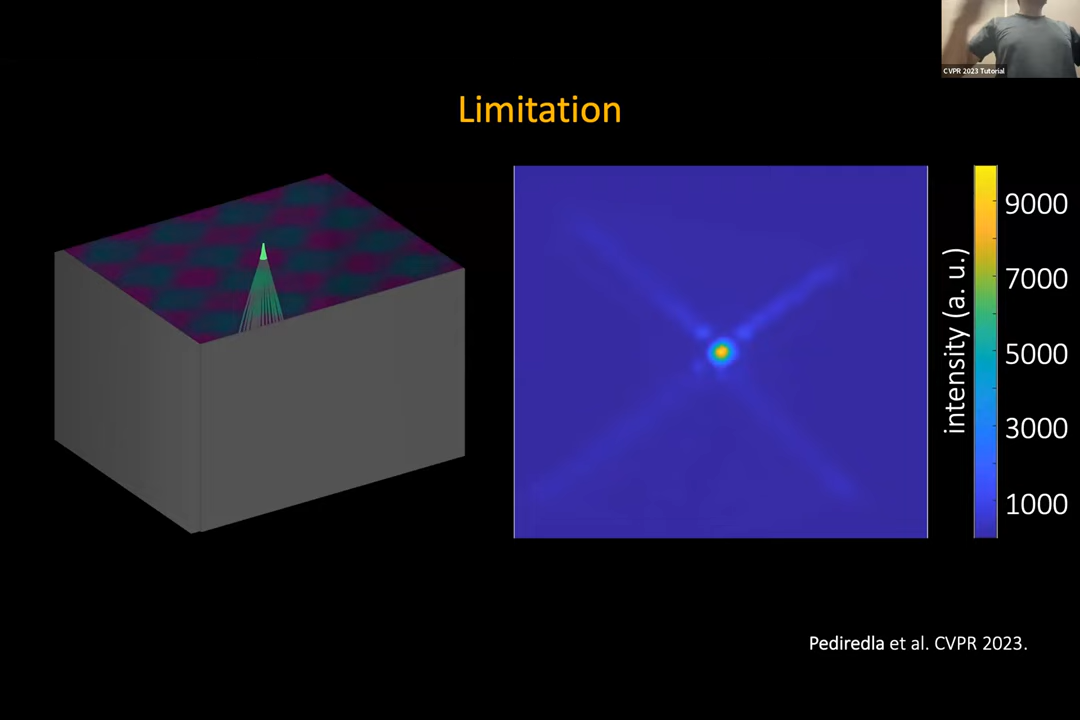 CVPR 2023 Tutorial
Limitation
9000
7000
5000
3000
1000
intensity (a. u.)
Pediredla et al. CVPR 2023.